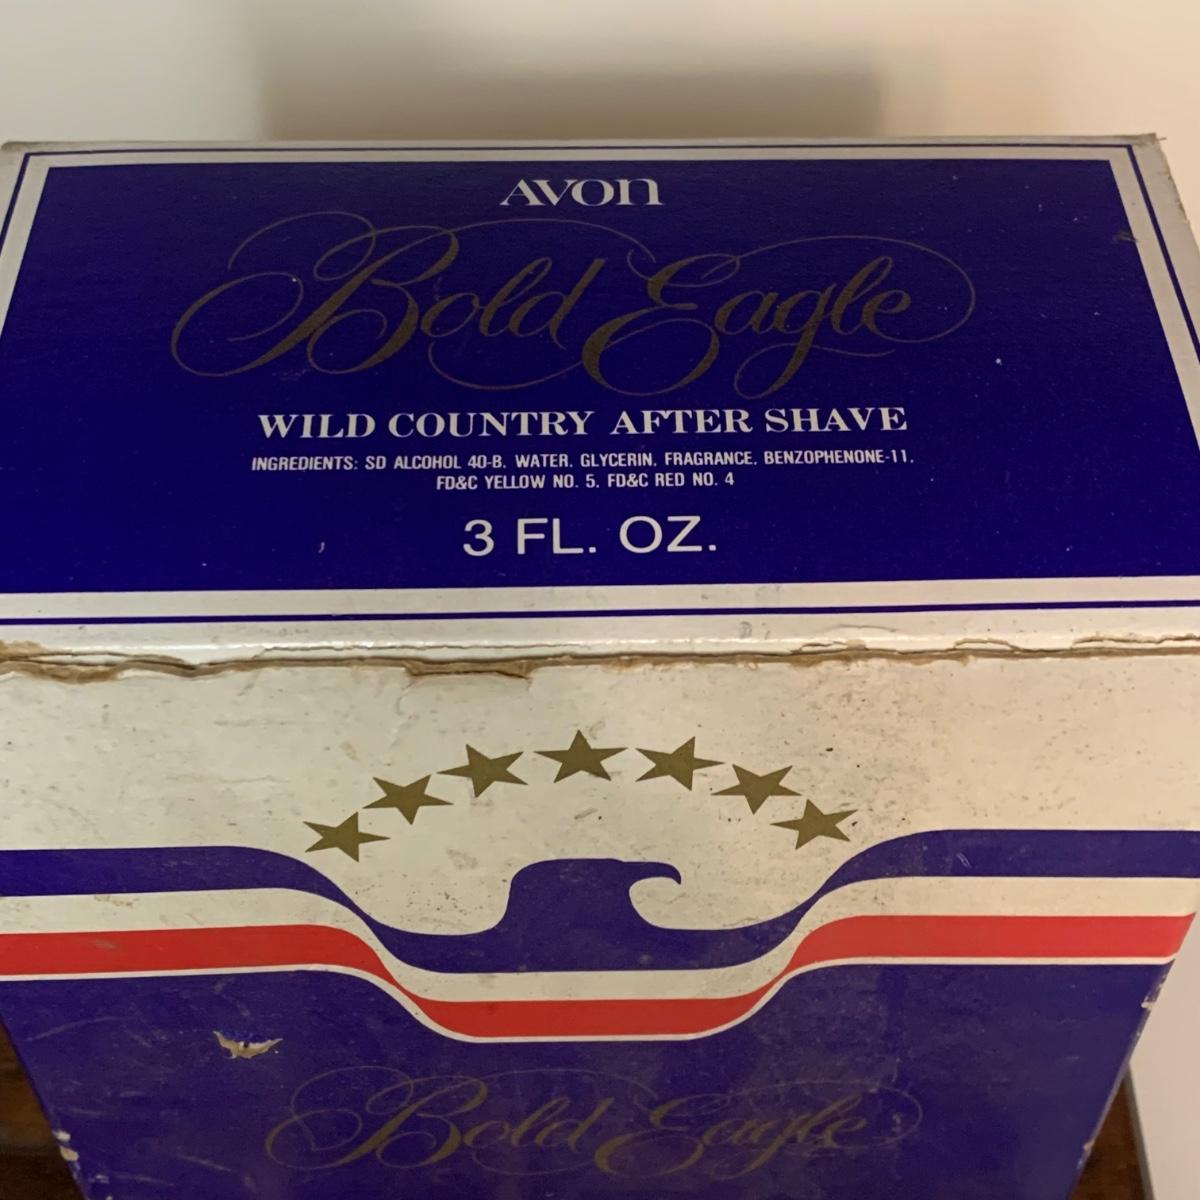 AVON
Bold Eagle
WILD COUNTRY AFTER SHAVE
INGREDIENTS: SD ALCOHOL 40-B, WATER, GLYCERIN, FRAGRANCE, BENZOPHENONE-11,
FD&C YELLOW NO. 5, FD&C RED NO. 4
3 FL. OZ.
Bold Eagle